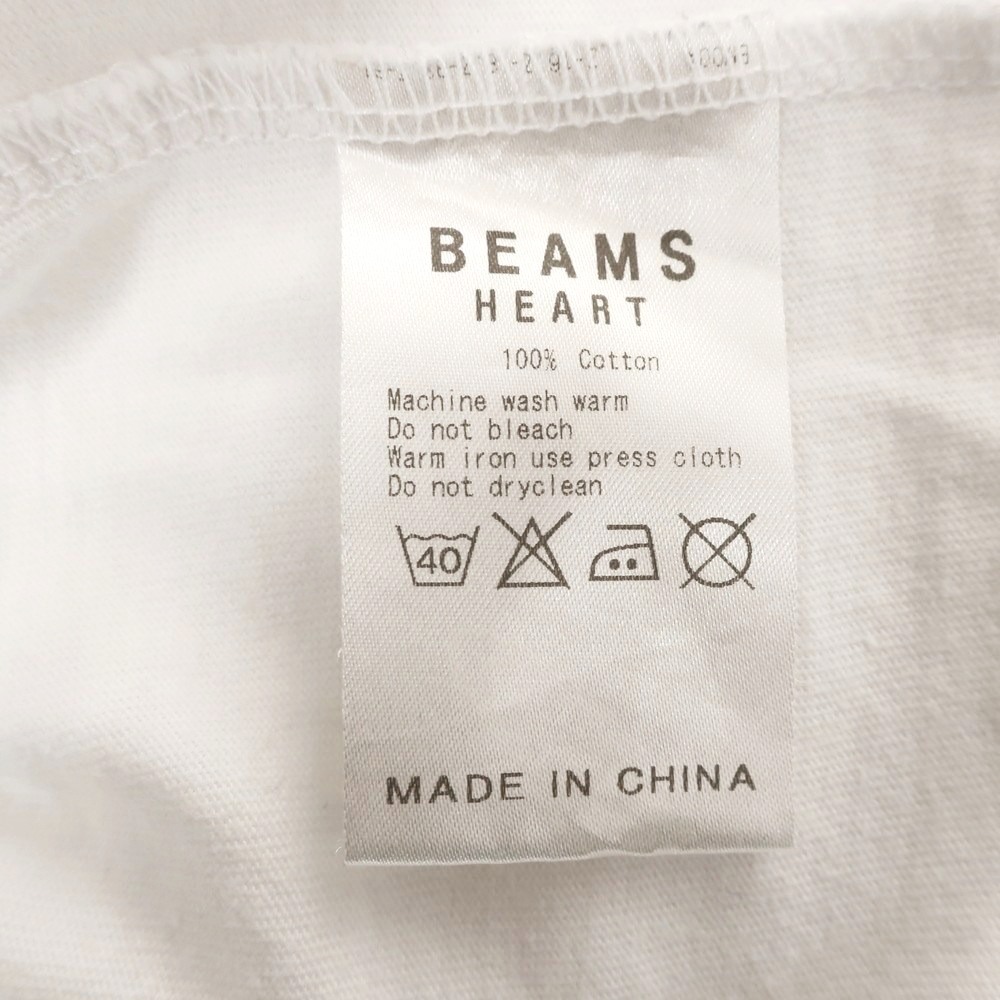 BEAMS
HEART
100% Cotton
Machine wash warm
Do not bleach
Warm iron use press cloth
Do not dryclean
40
MADE IN CHINA